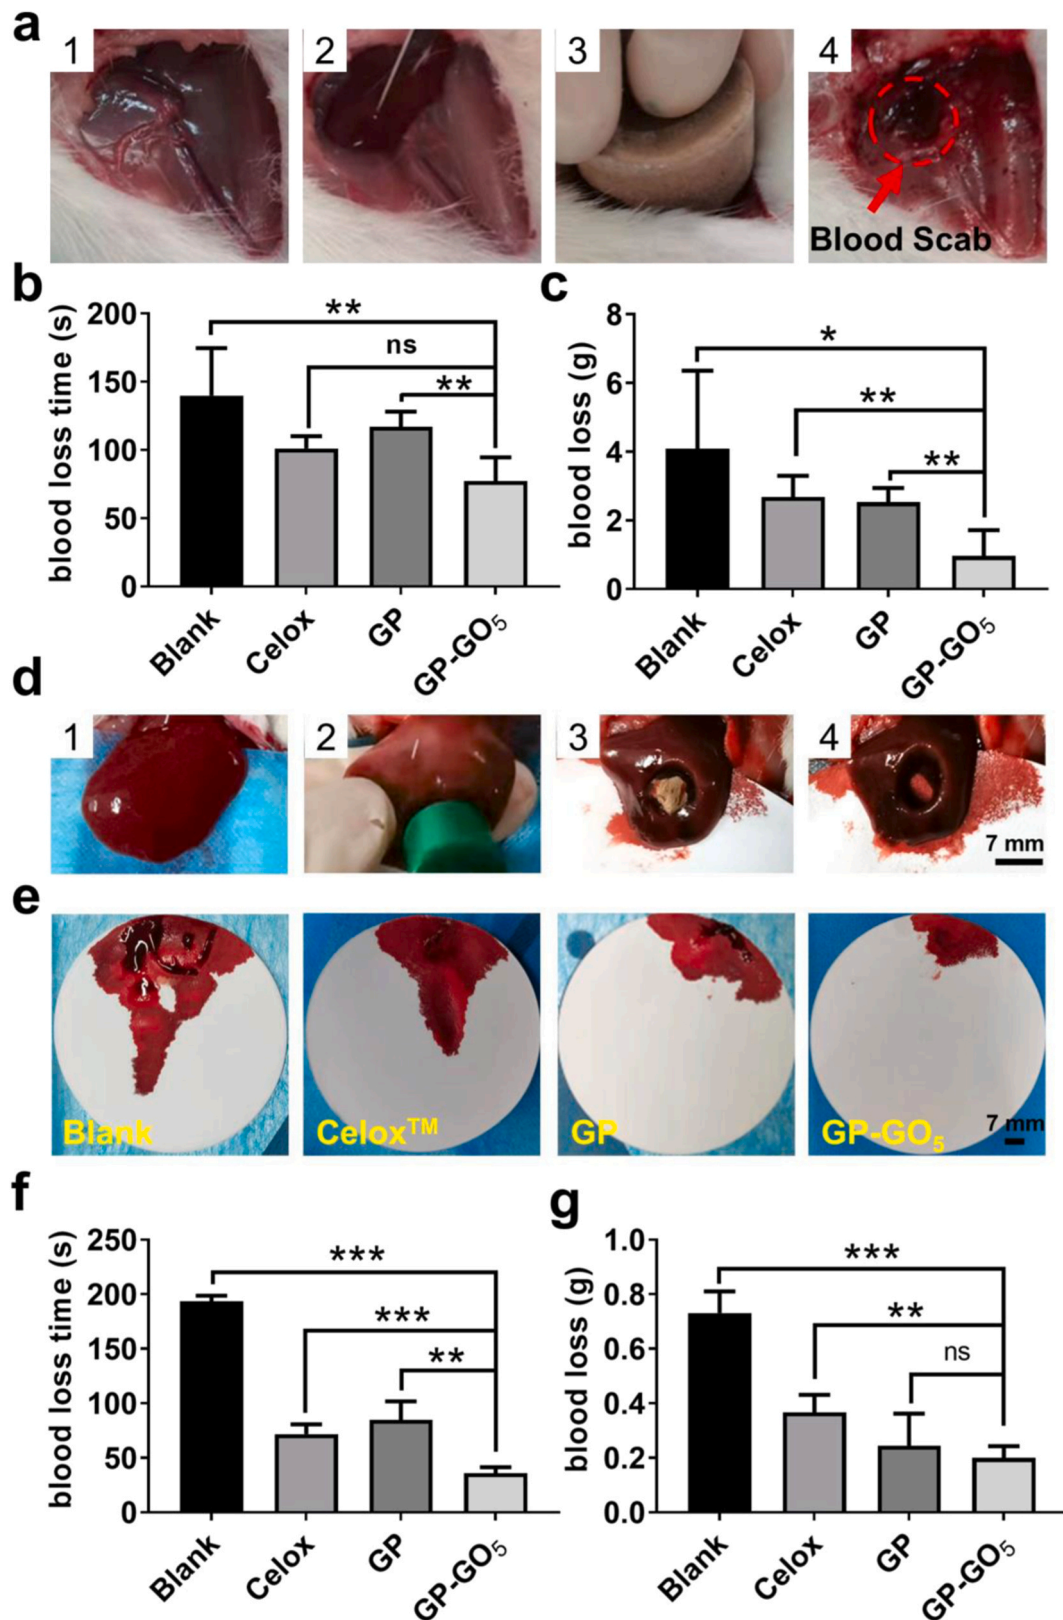 a
1
2
3
4
Blood Scab
b
blood loss time (s)
200
150
100
50
0
**
ns
**
Blank
Celox
GP
GP-GO₅
c
blood loss (g)
8
6
4
2
0
*
**
**
Blank
Celox
GP
GP-GO₅
d
1
2
3
4
7 mm
e
Blank
Celox™
GP
GP-GO₅
7 mm
f
blood loss time (s)
250
200
150
100
50
0
***
***
**
Blank
Celox
GP
GP-GO₅
g
blood loss (g)
1.0
0.8
0.6
0.4
0.2
0.0
***
**
ns
Blank
Celox
GP
GP-GO₅